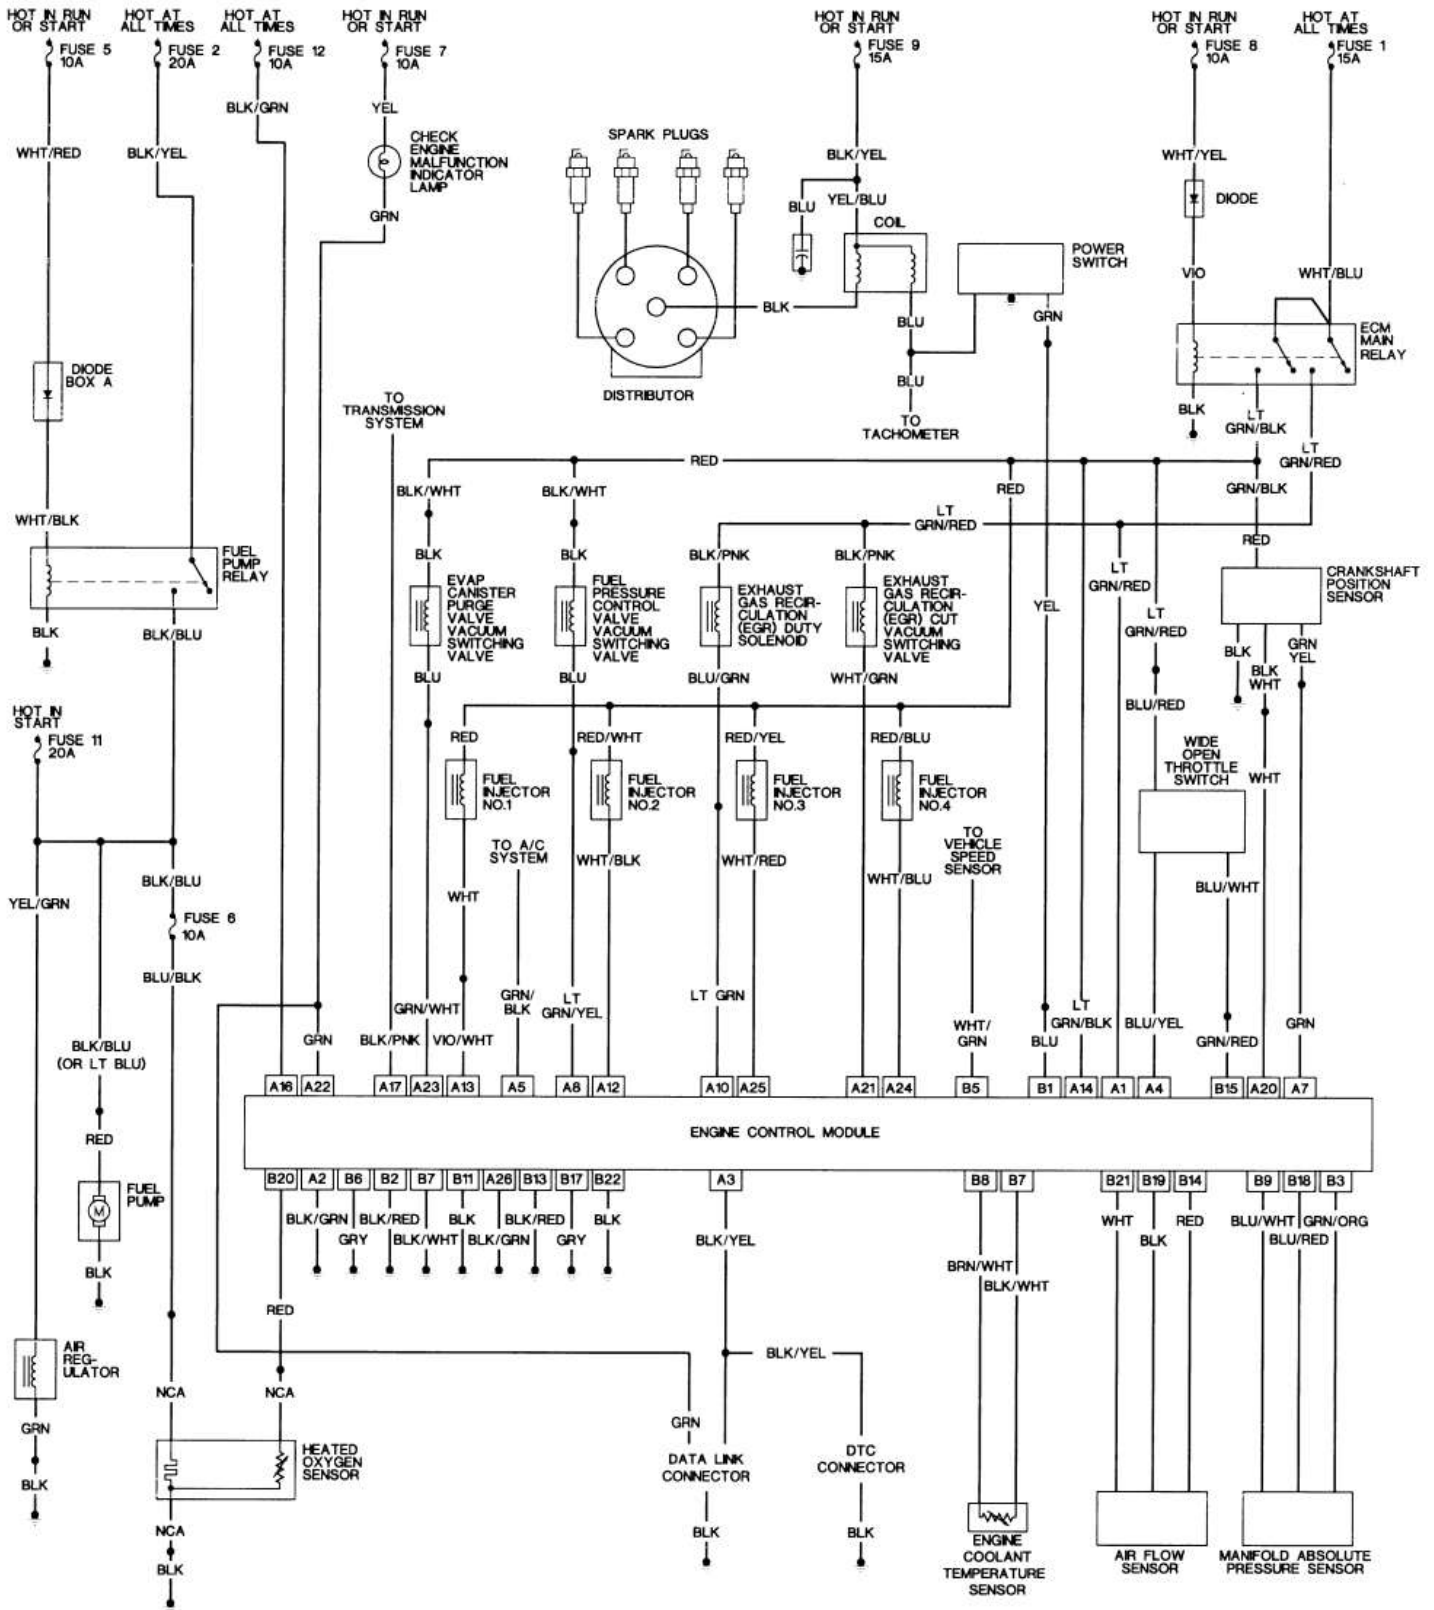 HOT IN RUN
OR START
FUSE 5
10A
HOT AT
ALL TIMES
FUSE 2
20A
HOT AT
ALL TIMES
FUSE 12
10A
HOT IN RUN
OR START
FUSE 7
10A
HOT IN RUN
OR START
FUSE 9
15A
HOT IN RUN
OR START
FUSE 8
10A
HOT AT
ALL TIMES
FUSE 1
15A
BLK/GRN
YEL
WHT/RED
BLK/YEL
CHECK
ENGINE
MALFUNCTION
INDICATOR
LAMP
GRN
SPARK PLUGS
BLK/YEL
BLU
YEL/BLU
COIL
POWER
SWITCH
WHT/YEL
DIODE
VIO
WHT/BLU
BLK
BLU
GRN
ECM
MAIN
RELAY
DIODE
BOX A
DISTRIBUTOR
BLU
TO
TACHOMETER
TO
TRANSMISSION
SYSTEM
BLK
LT
GRN/BLK
LT
GRN/RED
RED
BLK/WHT
BLK/WHT
RED
GRN/BLK
LT
GRN/RED
WHT/BLK
FUEL
PUMP
RELAY
BLK
BLK
BLK/PNK
BLK/PNK
RED
LT
GRN/RED
CRANKSHAFT
POSITION
SENSOR
EVAP
CANISTER
PURGE
VALVE
VACUUM
SWITCHING
VALVE
FUEL
PRESSURE
CONTROL
VALVE
VACUUM
SWITCHING
VALVE
EXHAUST
GAS RECIR-
CULATION
(EGR) DUTY
SOLENOID
EXHAUST
GAS RECIR-
CULATION
(EGR) CUT
VACUUM
SWITCHING
VALVE
YEL
LT
GRN/RED
BLK
BLK/BLU
BLK
BLK
WHT
GRN
YEL
BLU
BLU
BLU/GRN
WHT/GRN
BLU/RED
HOT IN
START
FUSE 11
20A
RED
RED/WHT
RED/YEL
RED/BLU
WIDE
OPEN
THROTTLE
SWITCH
WHT
FUEL
INJECTOR
NO.1
FUEL
INJECTOR
NO.2
FUEL
INJECTOR
NO.3
FUEL
INJECTOR
NO.4
TO A/C
SYSTEM
WHT/BLK
WHT/RED
WHT/BLU
TO
VEHICLE
SPEED
SENSOR
BLU/WHT
BLK/BLU
YEL/GRN
WHT
FUSE 6
10A
BLU/BLK
GRN/WHT
GRN/
BLK
LT
GRN/YEL
LT GRN
WHT/
GRN
LT
GRN/BLK
BLU/YEL
GRN/RED
GRN
BLK/BLU
(OR LT BLU)
GRN
BLK/PNK
VIO/WHT
BLU
A16 A22 A17 A23 A13 A5 A8 A12 A10 A25 A21 A24 B5 B1 A14 A1 A4 B15 A20 A7
ENGINE CONTROL MODULE
B20 A2 B6 B2 B7 B11 A26 B13 B17 B22 A3 B8 B7 B21 B19 B14 B9 B18 B3
RED
FUEL
PUMP
M
BLK
BLK/GRN
GRY
BLK/RED
BLK/WHT
BLK
BLK/GRN
BLK/RED
GRY
BLK
BLK/YEL
BRN/WHT
BLK/WHT
WHT
BLK
RED
BLU/WHT
BLU/RED
GRN/ORG
RED
AIR
REG-
ULATOR
BLK/YEL
NCA
NCA
GRN
GRN
HEATED
OXYGEN
SENSOR
DATA LINK
CONNECTOR
DTC
CONNECTOR
BLK
NCA
BLK
BLK
BLK
ENGINE
COOLANT
TEMPERATURE
SENSOR
AIR FLOW
SENSOR
MANIFOLD ABSOLUTE
PRESSURE SENSOR